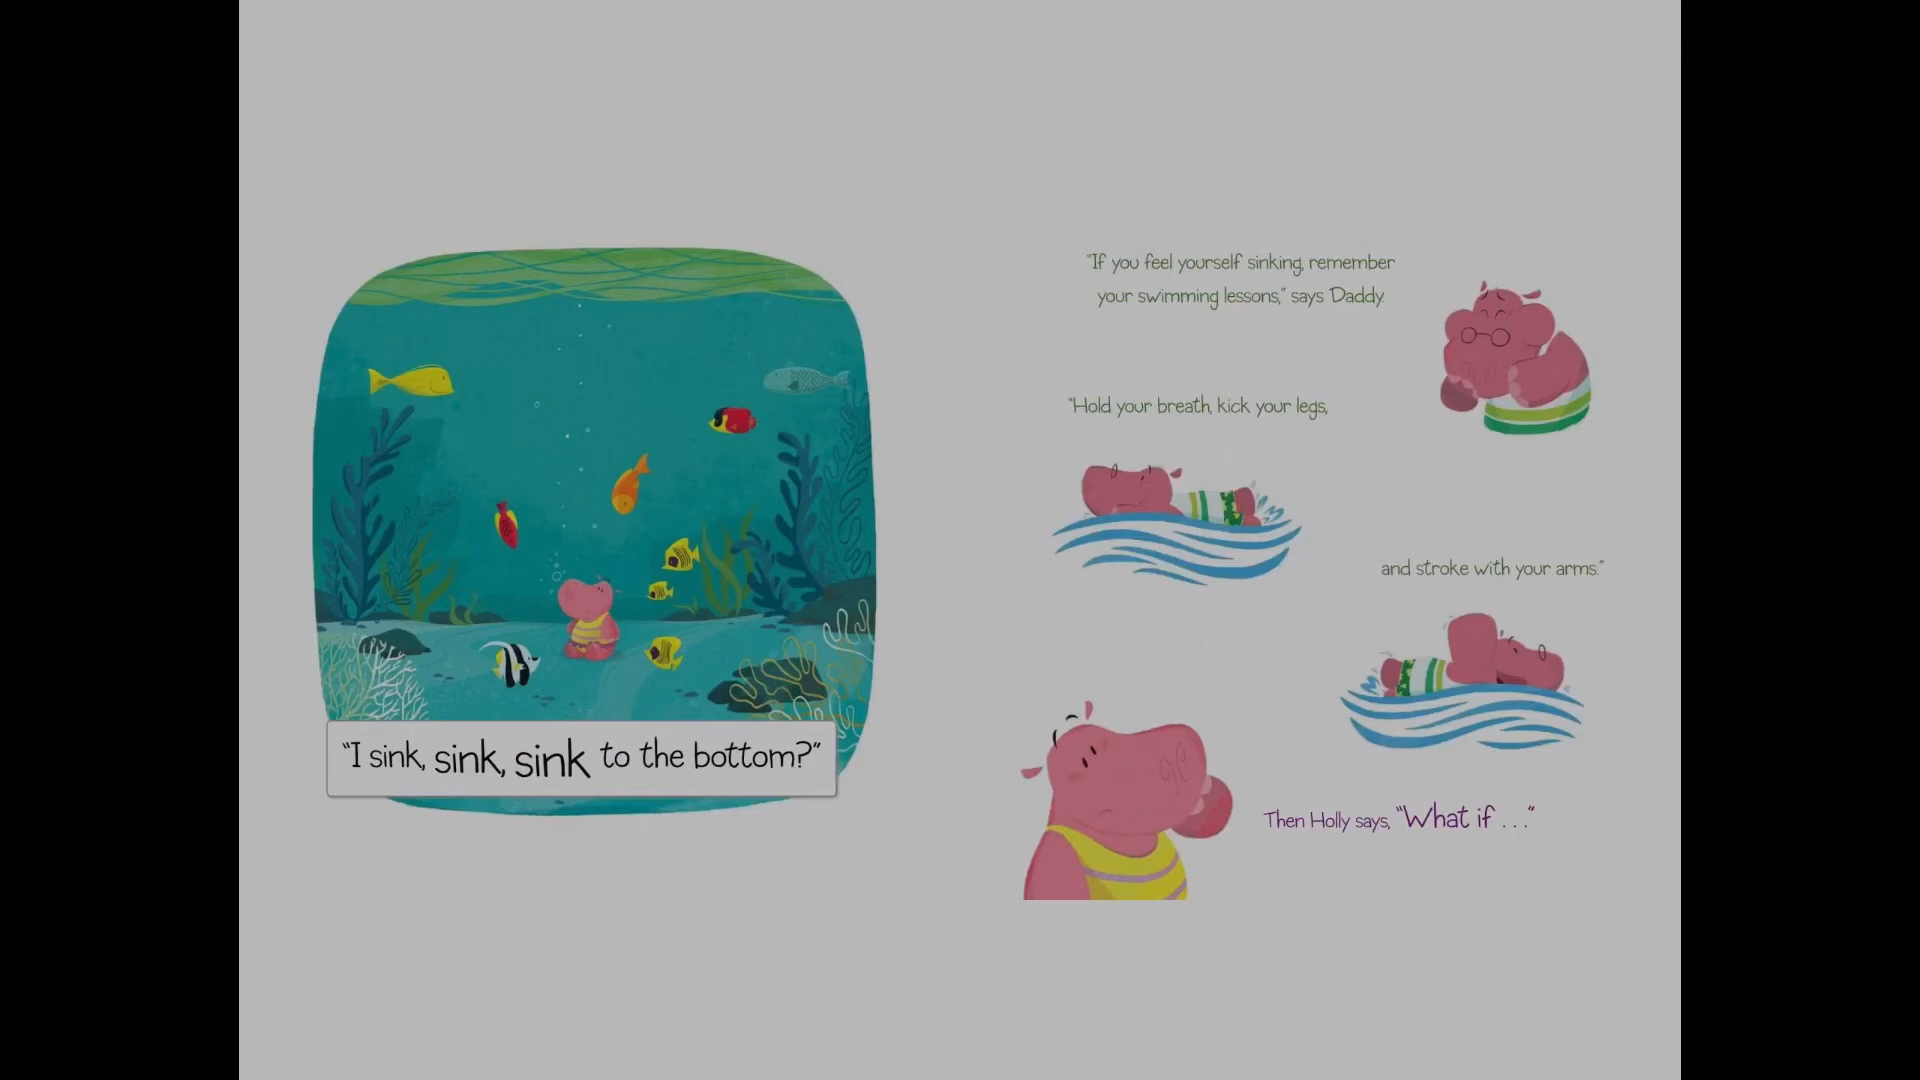 "I sink, sink, sink to the bottom?"
"If you feel yourself sinking, remember
your swimming lessons," says Daddy.
"Hold your breath, kick your legs,
and stroke with your arms."
Then Holly says, "What if . . ."